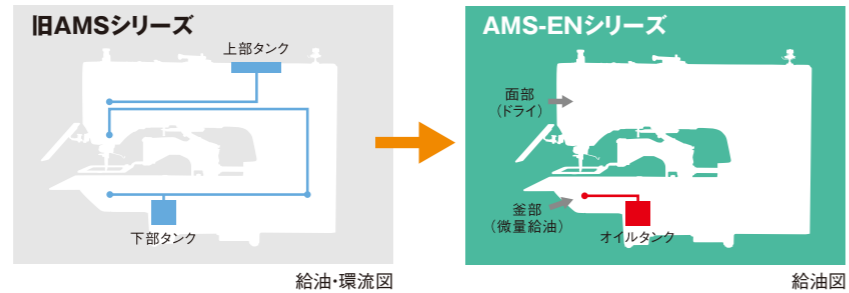 旧AMSシリーズ
上部タンク
下部タンク
給油・環流図
AMS-ENシリーズ
面部
（ドライ）
釜部
（微量給油）
オイルタンク
給油図